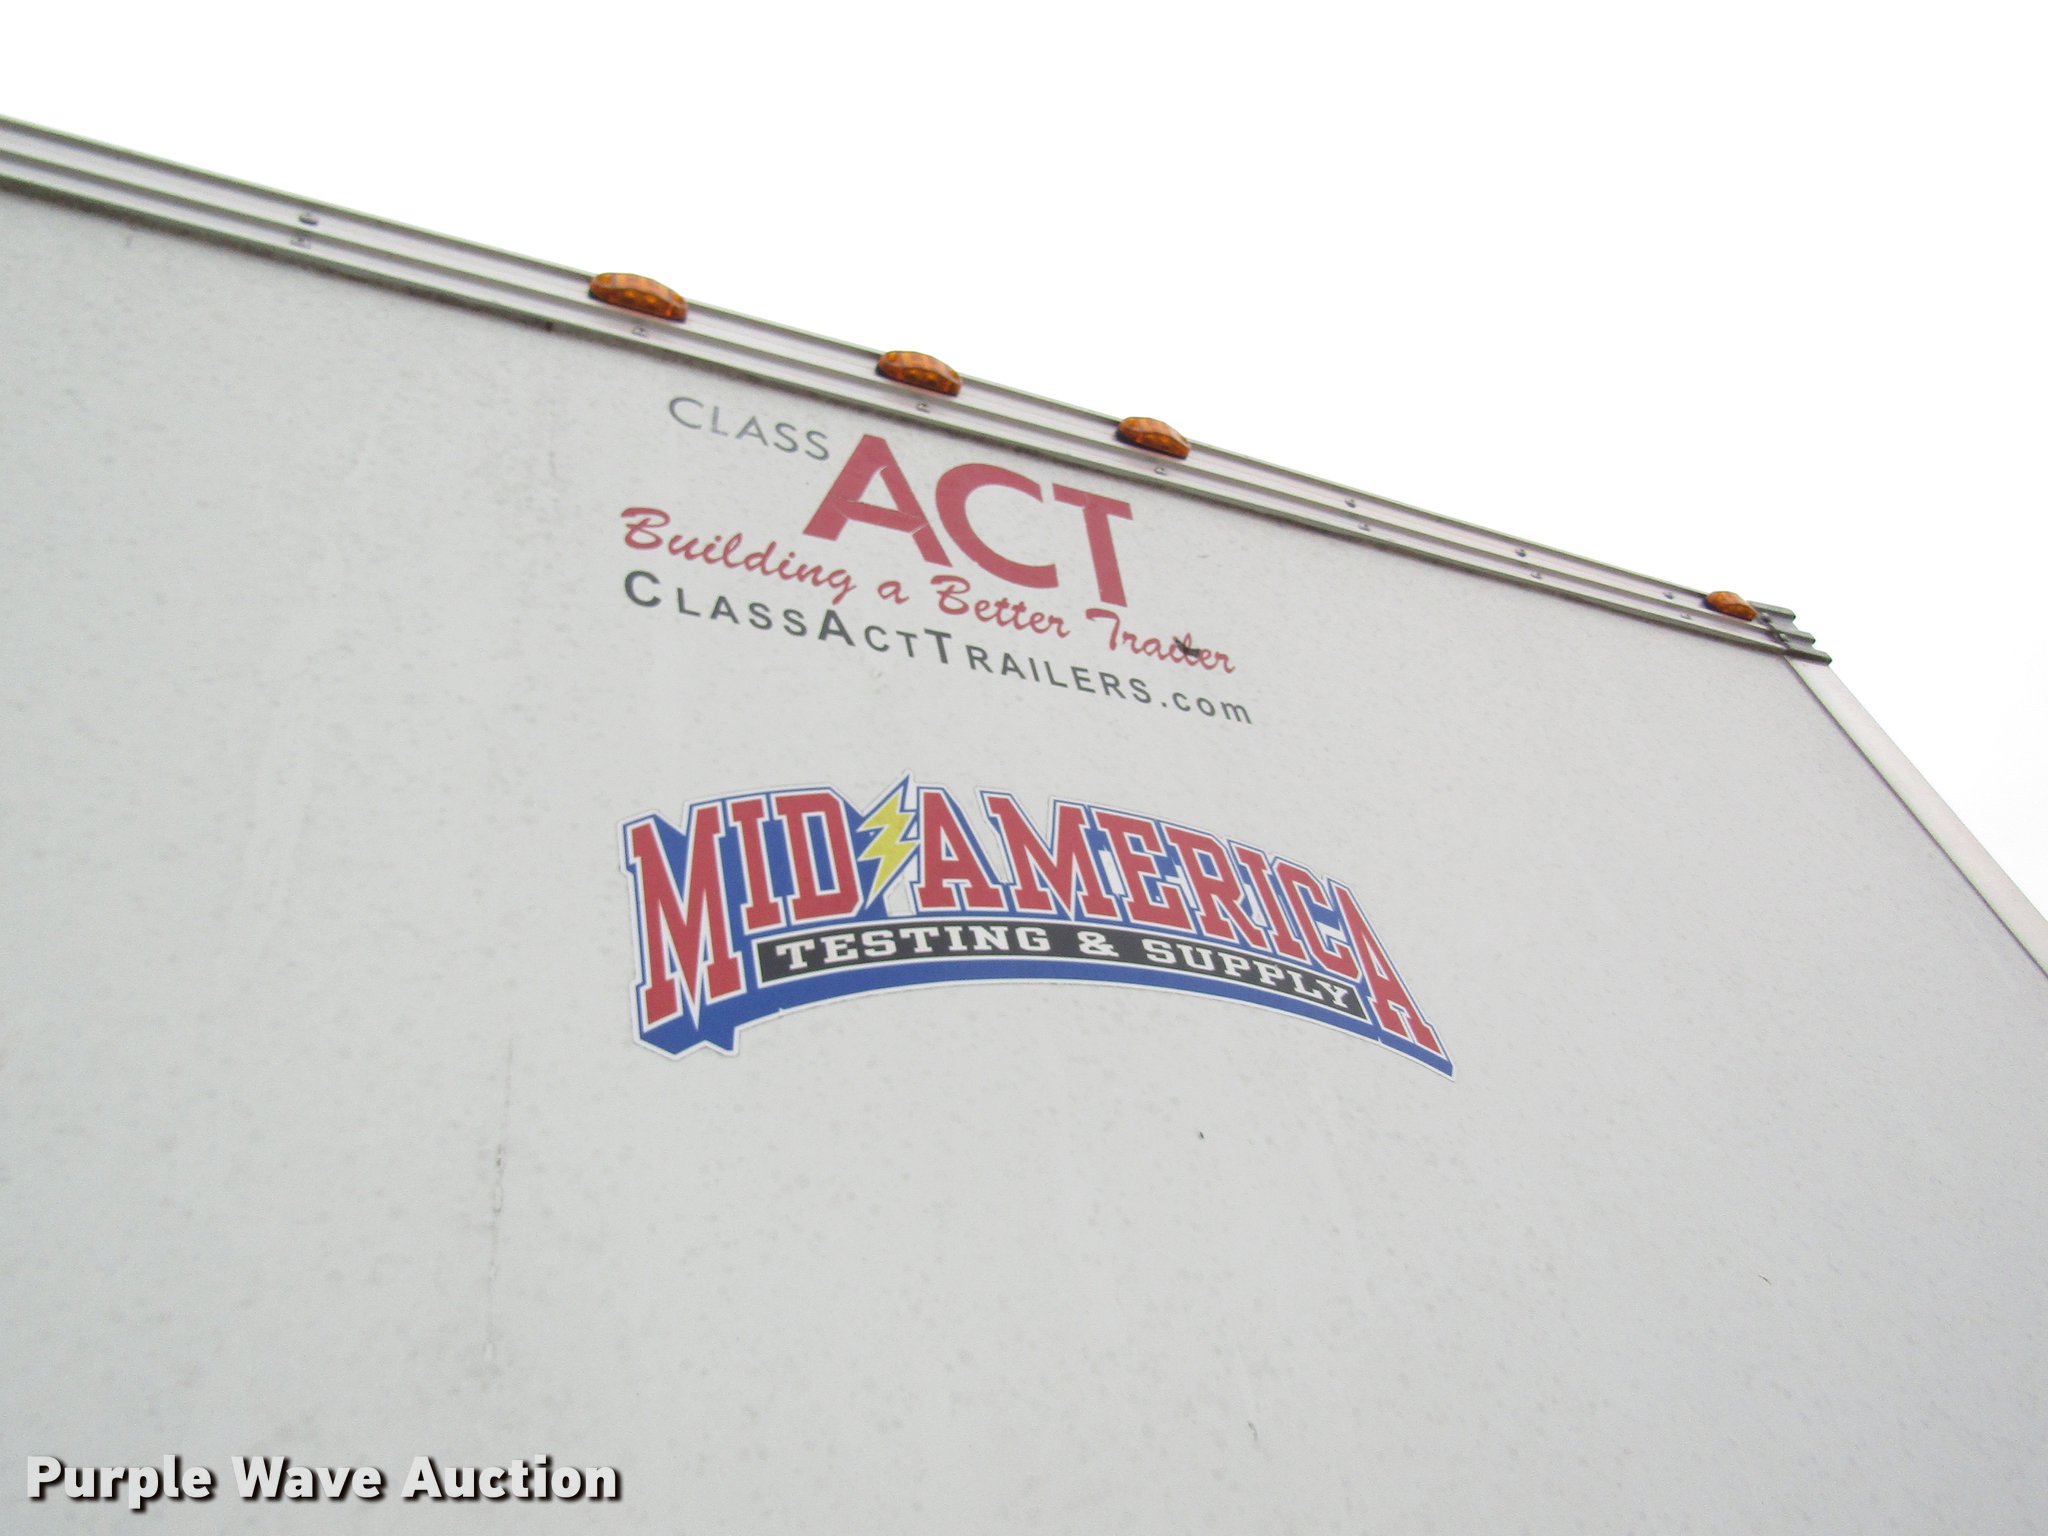 CLASS ACT
Building a Better Trailer
CLASSACTTRAILERS.com
MID AMERICA
TESTING & SUPPLY
Purple Wave Auction